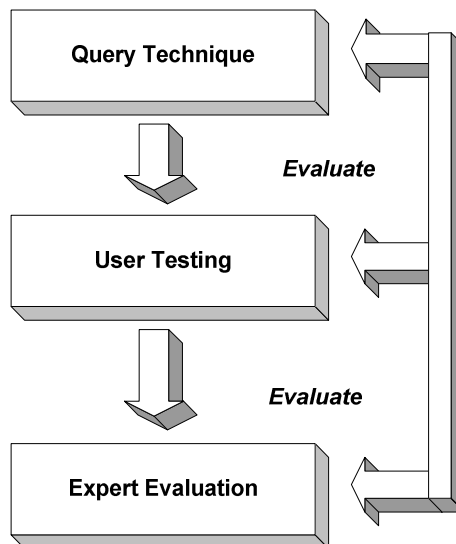 Query Technique
Evaluate
User Testing
Evaluate
Expert Evaluation